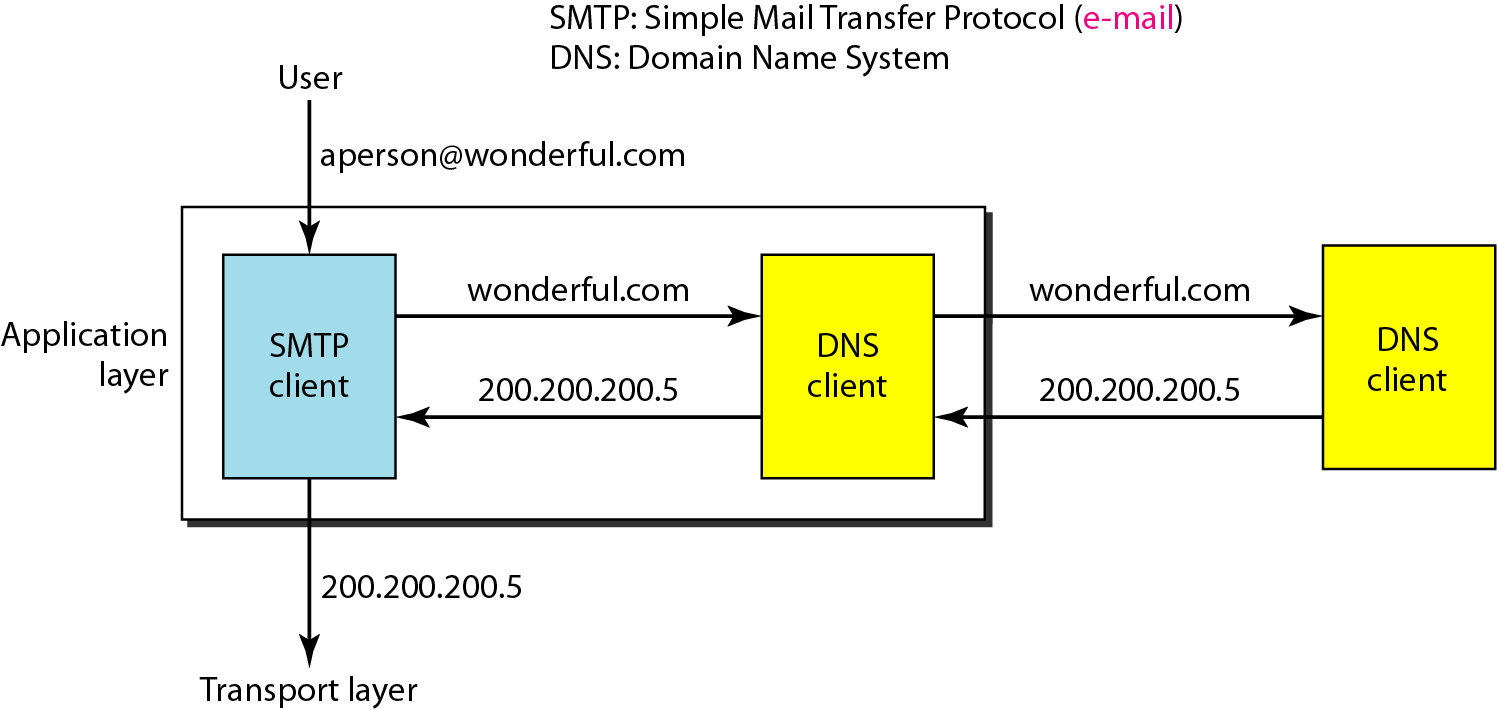 SMTP: Simple Mail Transfer Protocol (e-mail)
DNS: Domain Name System
User
aperson@wonderful.com
Application
layer
SMTP
client
wonderful.com
200.200.200.5
DNS
client
wonderful.com
200.200.200.5
DNS
client
200.200.200.5
Transport layer